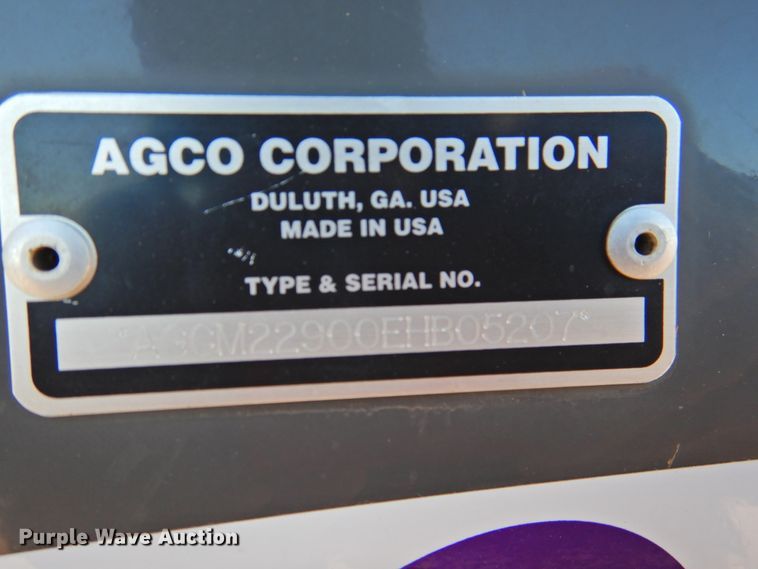 AGCO CORPORATION
DULUTH, GA. USA
MADE IN USA
TYPE & SERIAL NO.
*AGCM22900EHB05207*
Purple Wave Auction